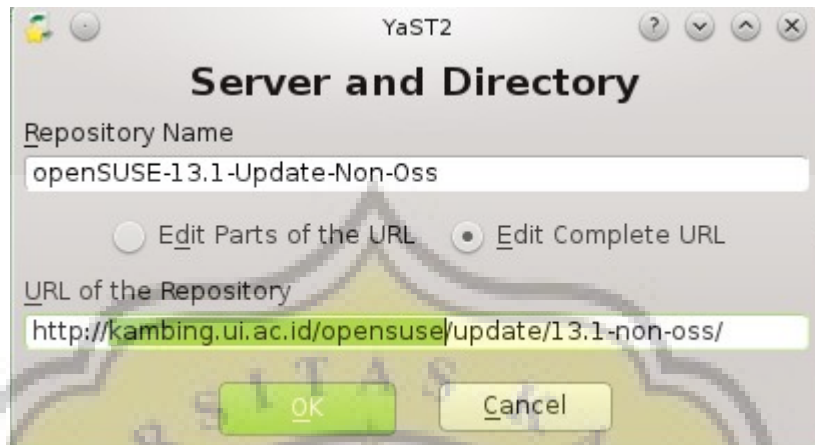 YaST2
Server and Directory
Repository Name
openSUSE-13.1-Update-Non-Oss
Edit Parts of the URL Edit Complete URL
URL of the Repository
http://kambing.ui.ac.id/opensuse/update/13.1-non-oss/
OK Cancel